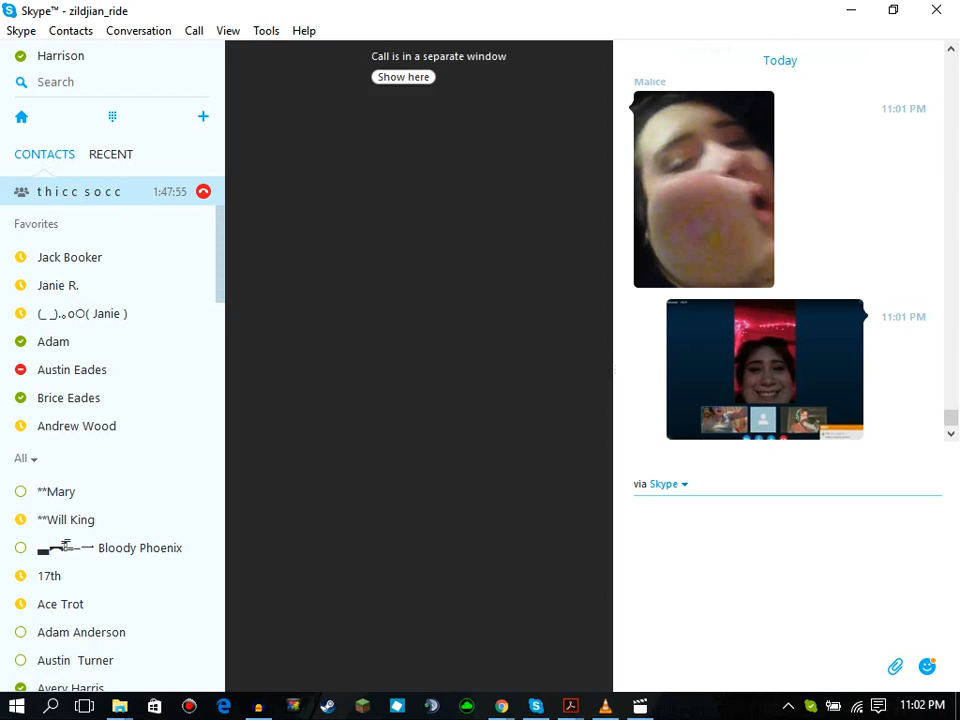 Skype™ - zildjian_ride
Skype Contacts Conversation Call View Tools Help
Harrison
Search
CONTACTS RECENT
t h i c c s o c c 1:47:55
Favorites
Jack Booker
Janie R.
(_ _).｡oO( Janie )
Adam
Austin Eades
Brice Eades
Andrew Wood
All
**Mary
**Will King
Bloody Phoenix
17th
Ace Trot
Adam Anderson
Austin Turner
Avery Harris
Call is in a separate window
Show here
Today
Malice
11:01 PM
11:01 PM
via Skype
11:02 PM